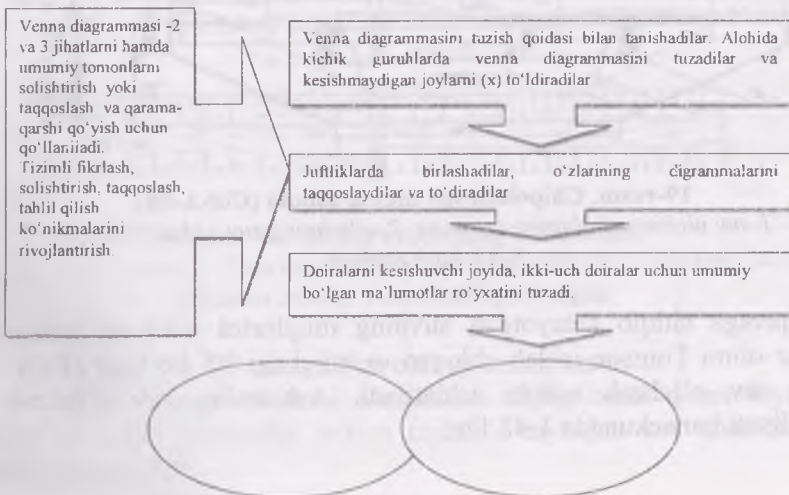 Venna diagrammasi -2
va 3 jihatlarni hamda
umumiy tomonlarni
solishtirish yoki
taqqoslash va qarama-
qarshi qo'yish uchun
qo'llaniiadi.
Tizimli fikrlash,
solishtirish, taqqoslash,
tahlil qilish
ko'nikmalarini
rivojlantirish.
Venna diagrammasini tuzish qoidasi bilan tanishadilar. Alohida
kichik guruhlarda venna diagrammasini tuzadilar va
kesishmaydigan joylarni (x) to'ldiradilar
Juftliklarda birlashadilar, o'zlarining digrammalarini
taqqoslaydilar va to'diradilar
Doiralarni kesishuvchi joyida, ikki-uch doiralar uchun umumiy
bo'lgan ma'lumotlar ro'yxatini tuzadi.